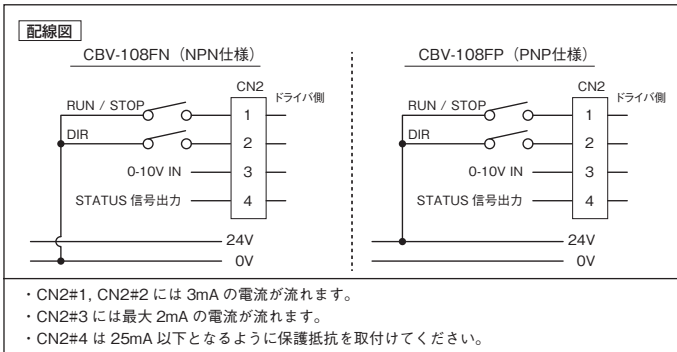 配線図
CBV-108FN（NPN仕様）
CN2
ドライバ側
RUN / STOP
1
DIR
2
0-10V IN
3
STATUS 信号出力
4
24V
0V
CBV-108FP（PNP仕様）
CN2
ドライバ側
RUN / STOP
1
DIR
2
0-10V IN
3
STATUS 信号出力
4
24V
0V
・CN2#1, CN2#2 には 3mA の電流が流れます。
・CN2#3 には最大 2mA の電流が流れます。
・CN2#4 は 25mA 以下となるように保護抵抗を取付けてください。